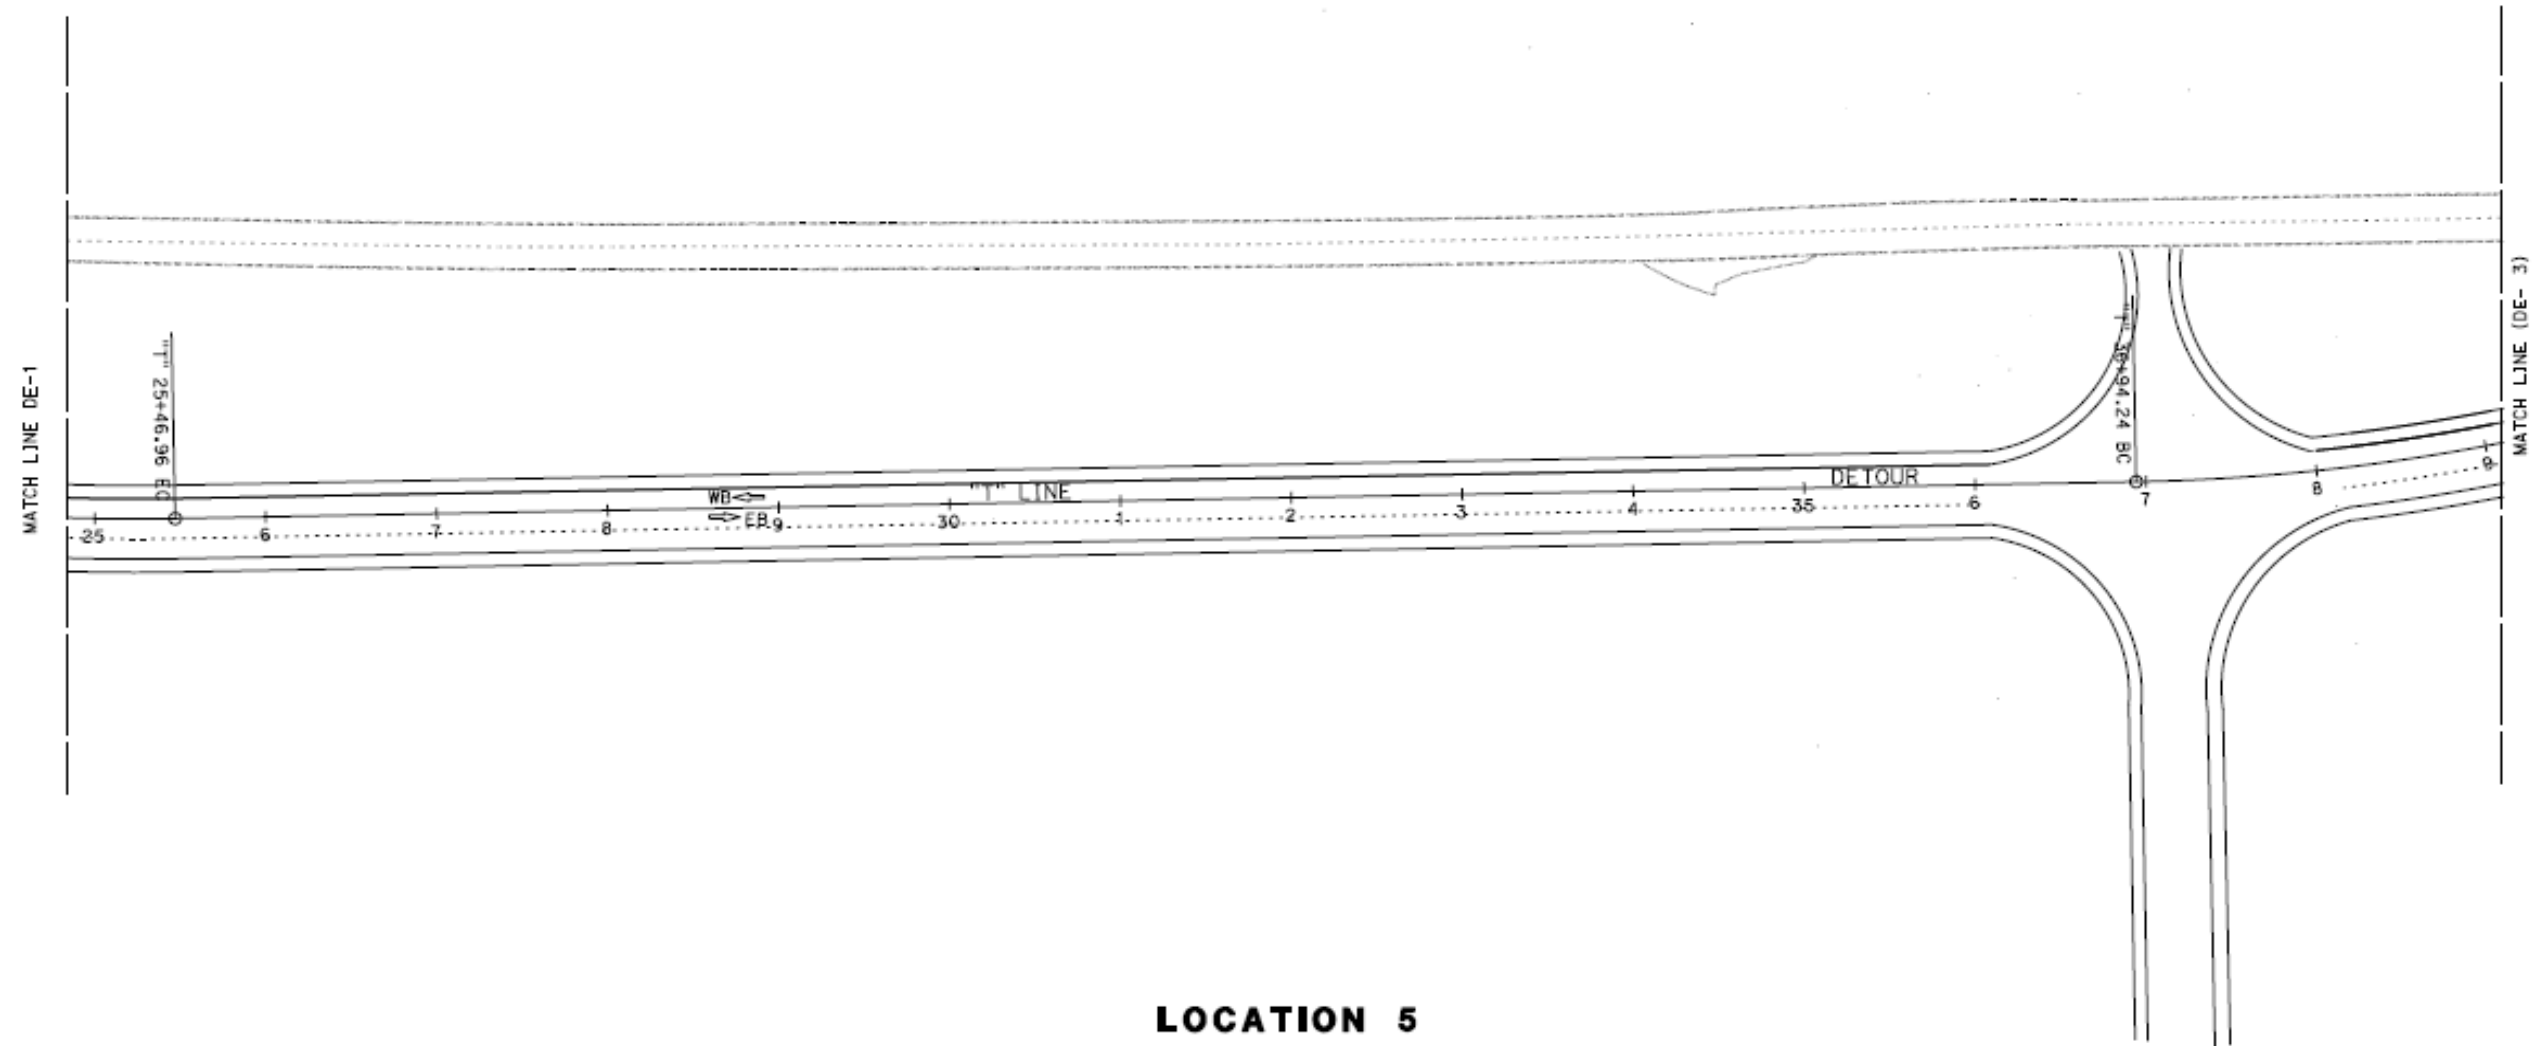 MATCH LINE DE-1
"T" 25+46.96 EC
25
6
7
8
WB
EB
9
30
"T" LINE
1
2
3
4
35
DETOUR
6
"T" 36+94.24 BC
7
8
9
MATCH LINE (DE- 3)
LOCATION 5